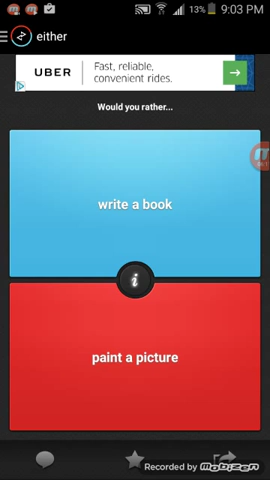 13% 9:03 PM
either
UBER
Fast, reliable,
convenient rides.
Would you rather...
write a book
i
paint a picture
Recorded by mobizen